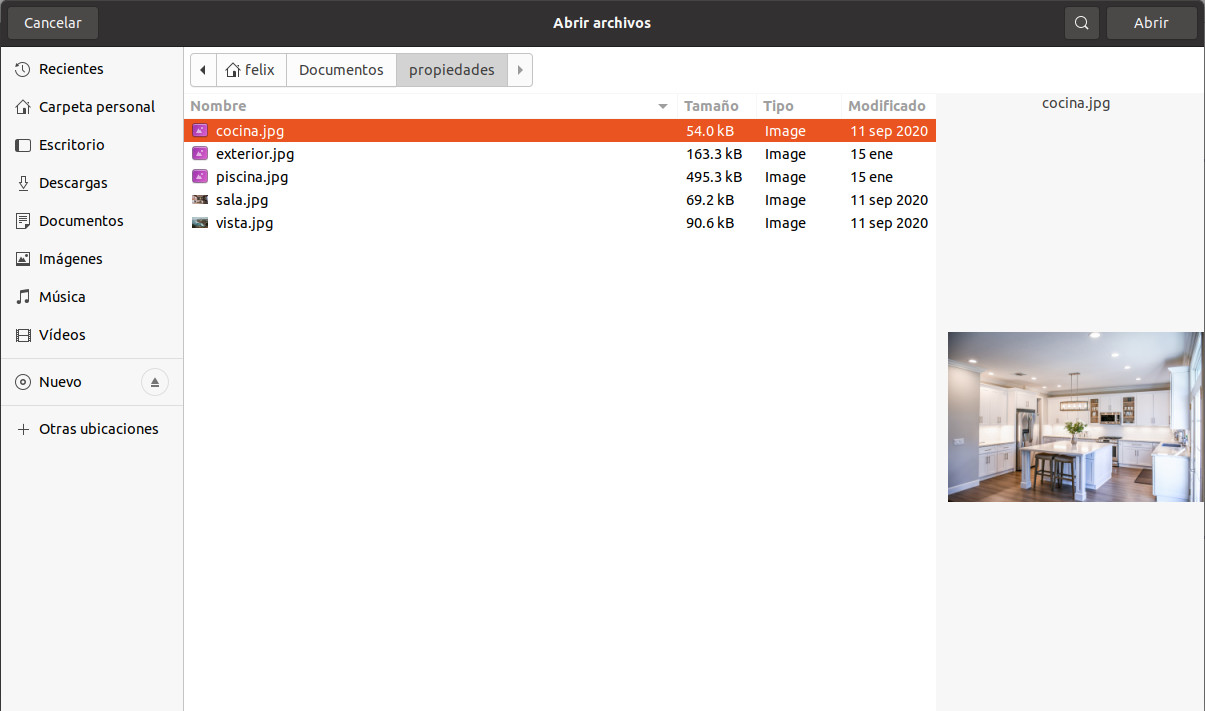 Cancelar Abrir archivos Abrir
Recientes
Carpeta personal
Escritorio
Descargas
Documentos
Imágenes
Música
Vídeos
Nuevo
Otras ubicaciones
felix Documentos propiedades
Nombre Tamaño Tipo Modificado
cocina.jpg 54.0 kB Image 11 sep 2020
exterior.jpg 163.3 kB Image 15 ene
piscina.jpg 495.3 kB Image 15 ene
sala.jpg 69.2 kB Image 11 sep 2020
vista.jpg 90.6 kB Image 11 sep 2020
cocina.jpg